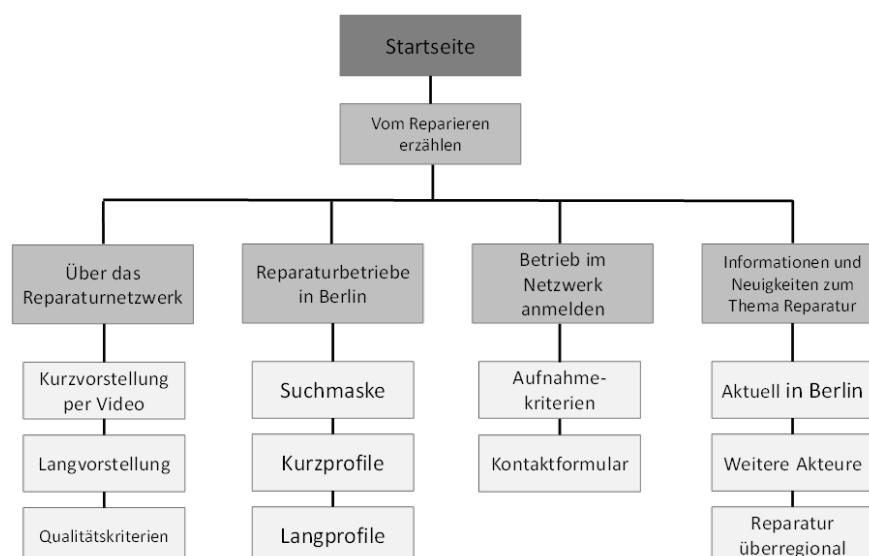 Startseite
Vom Reparieren
erzählen
Über das
Reparaturnetzwerk
Kurzvorstellung
per Video
Langvorstellung
Qualitätskriterien
Reparaturbetriebe
in Berlin
Suchmaske
Kurzprofile
Langprofile
Betrieb im
Netzwerk
anmelden
Aufnahme-
kriterien
Kontaktformular
Informationen und
Neuigkeiten zum
Thema Reparatur
Aktuell in Berlin
Weitere Akteure
Reparatur
überregional